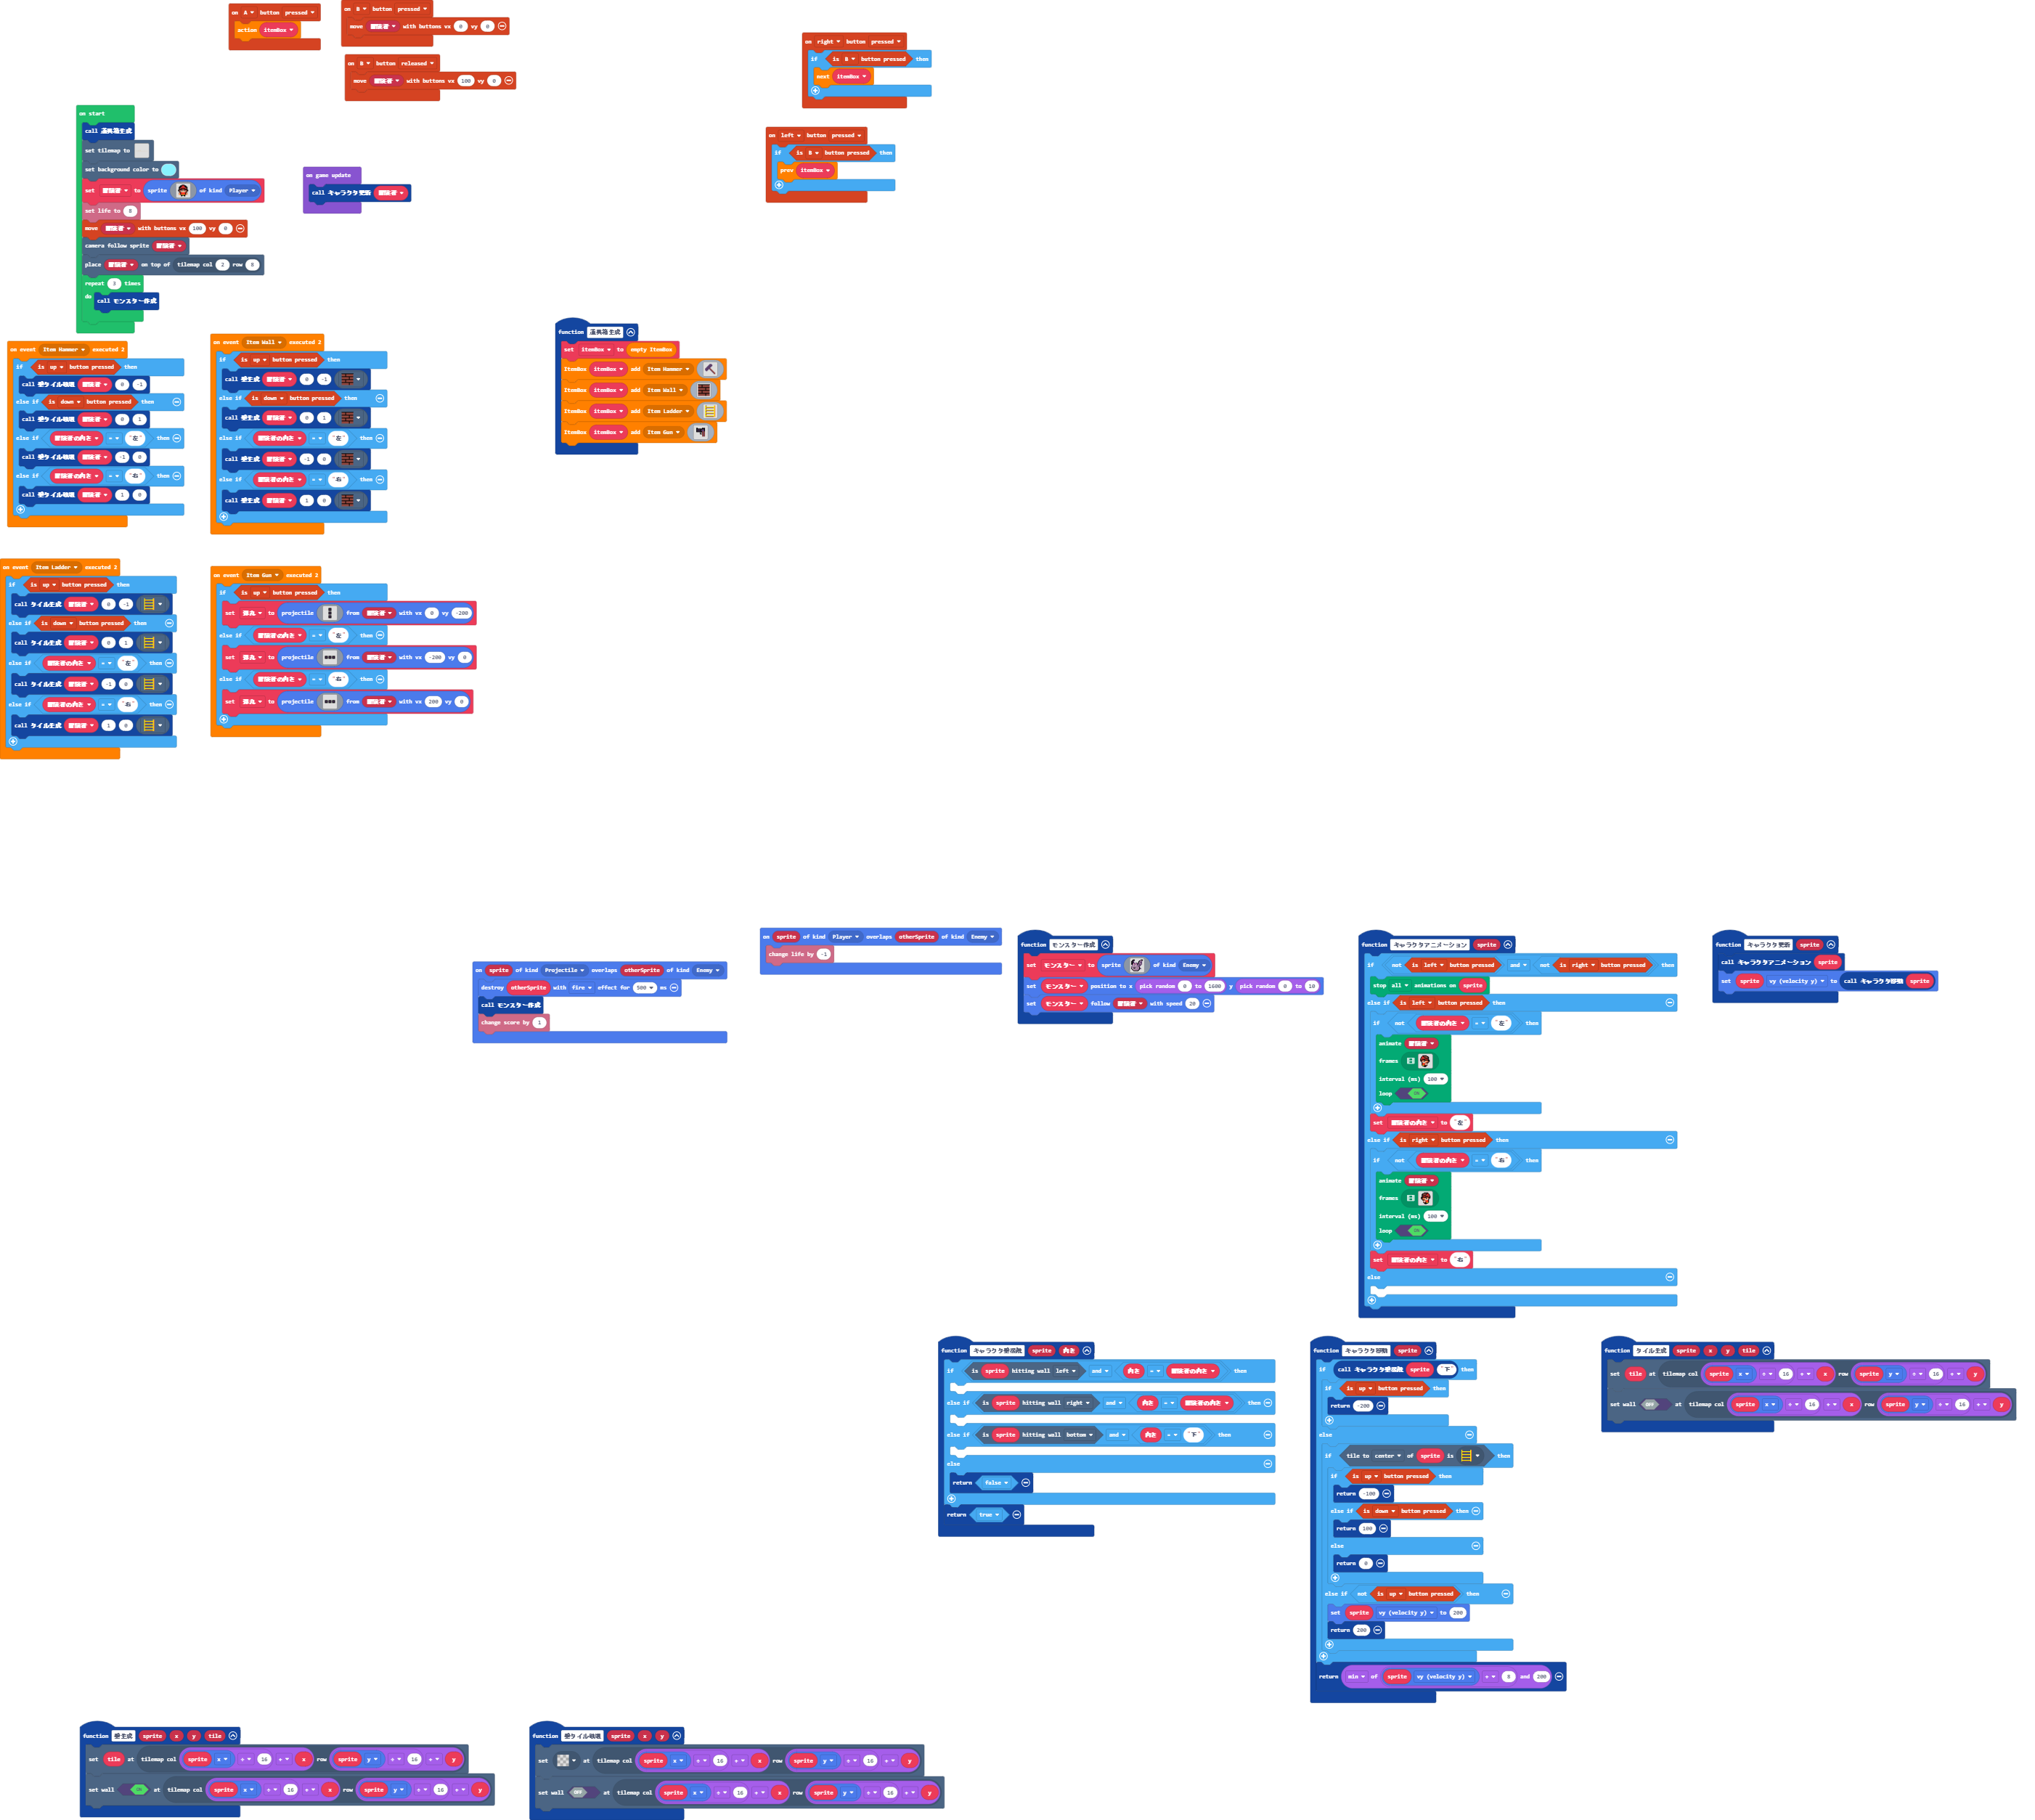 on A button pressed
action itemBox
on B button pressed
move 冒険者 with buttons vx 0 vy 0
on B button released
move 冒険者 with buttons vx 100 vy 0
on right button pressed
if is B button pressed then
next itemBox
on left button pressed
if is B button pressed then
prev itemBox
on start
call 道具箱生成
set tilemap to
set background color to
set 冒険者 to sprite of kind Player
set life to 8
move 冒険者 with buttons vx 100 vy 0
camera follow sprite 冒険者
place 冒険者 on top of tilemap col 2 row 8
repeat 3 times
do call モンスター作成
on game update
call キャラクタ更新 冒険者
function 道具箱生成
set itemBox to empty ItemBox
ItemBox itemBox add Item Hammer
ItemBox itemBox add Item Wall
ItemBox itemBox add Item Ladder
ItemBox itemBox add Item Gun
on event Item Hammer executed 2
if is up button pressed then
call 壁タイル破壊 冒険者 0 -1
else if is down button pressed then
call 壁タイル破壊 冒険者 0 1
else if 冒険者の向き = "左" then
call 壁タイル破壊 冒険者 -1 0
else if 冒険者の向き = "右" then
call 壁タイル破壊 冒険者 1 0
on event Item Wall executed 2
if is up button pressed then
call 壁生成 冒険者 0 -1
else if is down button pressed then
call 壁生成 冒険者 0 1
else if 冒険者の向き = "左" then
call 壁生成 冒険者 -1 0
else if 冒険者の向き = "右" then
call 壁生成 冒険者 1 0
on event Item Ladder executed 2
if is up button pressed then
call タイル生成 冒険者 0 -1
else if is down button pressed then
call タイル生成 冒険者 0 1
else if 冒険者の向き = "左" then
call タイル生成 冒険者 -1 0
else if 冒険者の向き = "右" then
call タイル生成 冒険者 1 0
on event Item Gun executed 2
if is up button pressed then
set 弾丸 to projectile from 冒険者 with vx 0 vy -200
else if 冒険者の向き = "左" then
set 弾丸 to projectile from 冒険者 with vx -200 vy 0
else if 冒険者の向き = "右" then
set 弾丸 to projectile from 冒険者 with vx 200 vy 0
on sprite of kind Projectile overlaps otherSprite of kind Enemy
destroy otherSprite with fire effect for 500 ms
call モンスター作成
change score by 1
on sprite of kind Player overlaps otherSprite of kind Enemy
change life by -1
function モンスター作成
set モンスター to sprite of kind Enemy
set モンスター position to x pick random 0 to 1600 y pick random 0 to 10
set モンスター follow 冒険者 with speed 20
function キャラクタアニメーション sprite
if not is left button pressed and not is right button pressed then
stop all animations on sprite
else if is left button pressed then
if not 冒険者の向き = "左" then
animate 冒険者
frames
interval (ms) 100
loop ON
set 冒険者の向き to "左"
else if is right button pressed then
if not 冒険者の向き = "右" then
animate 冒険者
frames
interval (ms) 100
loop ON
set 冒険者の向き to "右"
else
function キャラクタ更新 sprite
call キャラクタアニメーション sprite
set sprite vy (velocity y) to call キャラクタ移動 sprite
function キャラクタ壁接触 sprite 向き
if is sprite hitting wall left and 向き = 冒険者の向き then
else if is sprite hitting wall right and 向き = 冒険者の向き then
else if is sprite hitting wall bottom and 向き = "下" then
else
return false
return true
function キャラクタ移動 sprite
if call キャラクタ壁接触 sprite "下" then
if is up button pressed then
return -200
else
if tile to center of sprite is then
if is up button pressed then
return -100
else if is down button pressed then
return 100
else
return 0
else if not is up button pressed then
set sprite vy (velocity y) to 200
return 200
return min of sprite vy (velocity y) + 8 and 200
function タイル生成 sprite x y tile
set tile at tilemap col sprite x ÷ 16 + x row sprite y ÷ 16 + y
set wall OFF at tilemap col sprite x ÷ 16 + x row sprite y ÷ 16 + y
function 壁生成 sprite x y tile
set tile at tilemap col sprite x ÷ 16 + x row sprite y ÷ 16 + y
set wall ON at tilemap col sprite x ÷ 16 + x row sprite y ÷ 16 + y
function 壁タイル破壊 sprite x y
set at tilemap col sprite x ÷ 16 + x row sprite y ÷ 16 + y
set wall OFF at tilemap col sprite x ÷ 16 + x row sprite y ÷ 16 + y